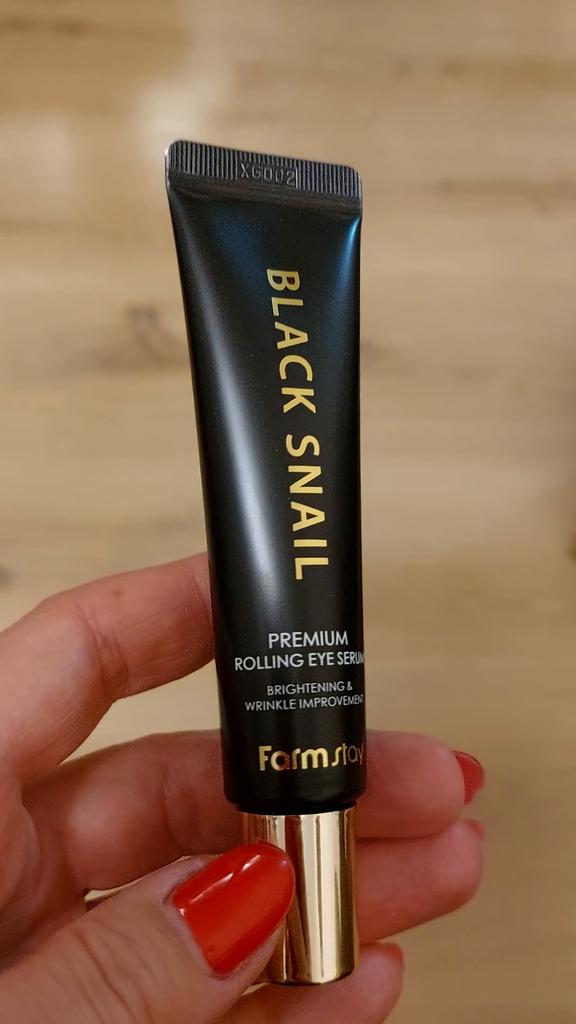 XG002
BLACK SNAIL
PREMIUM
ROLLING EYE SERUM
BRIGHTENING &
WRINKLE IMPROVEMENT
Farmstay